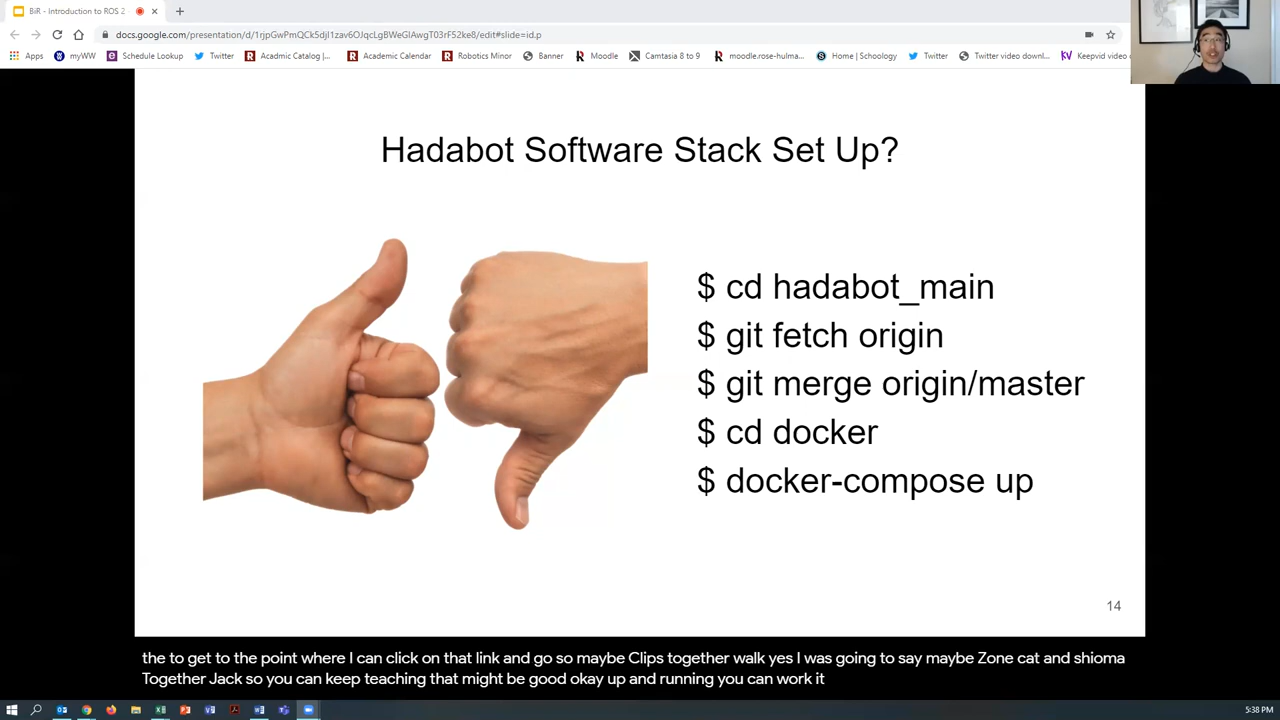 BiR - Introduction to ROS 2
docs.google.com/presentation/d/1rjpGwPmQCk5djI1zav6OJqcLgBWeGIAwgT03rF52ke8/edit#slide=id.p
Apps myWW Schedule Lookup Twitter Acadmic Catalog |... Academic Calendar Robotics Minor Banner Moodle Camtasia 8 to 9 moodle.rose-hulma... Home | Schoology Twitter Twitter video downl... Keepvid video
Hadabot Software Stack Set Up?
$ cd hadabot_main
$ git fetch origin
$ git merge origin/master
$ cd docker
$ docker-compose up
14
the to get to the point where I can click on that link and go so maybe Clips together walk yes I was going to say maybe Zone cat and shioma
Together Jack so you can keep teaching that might be good okay up and running you can work it
5:38 PM